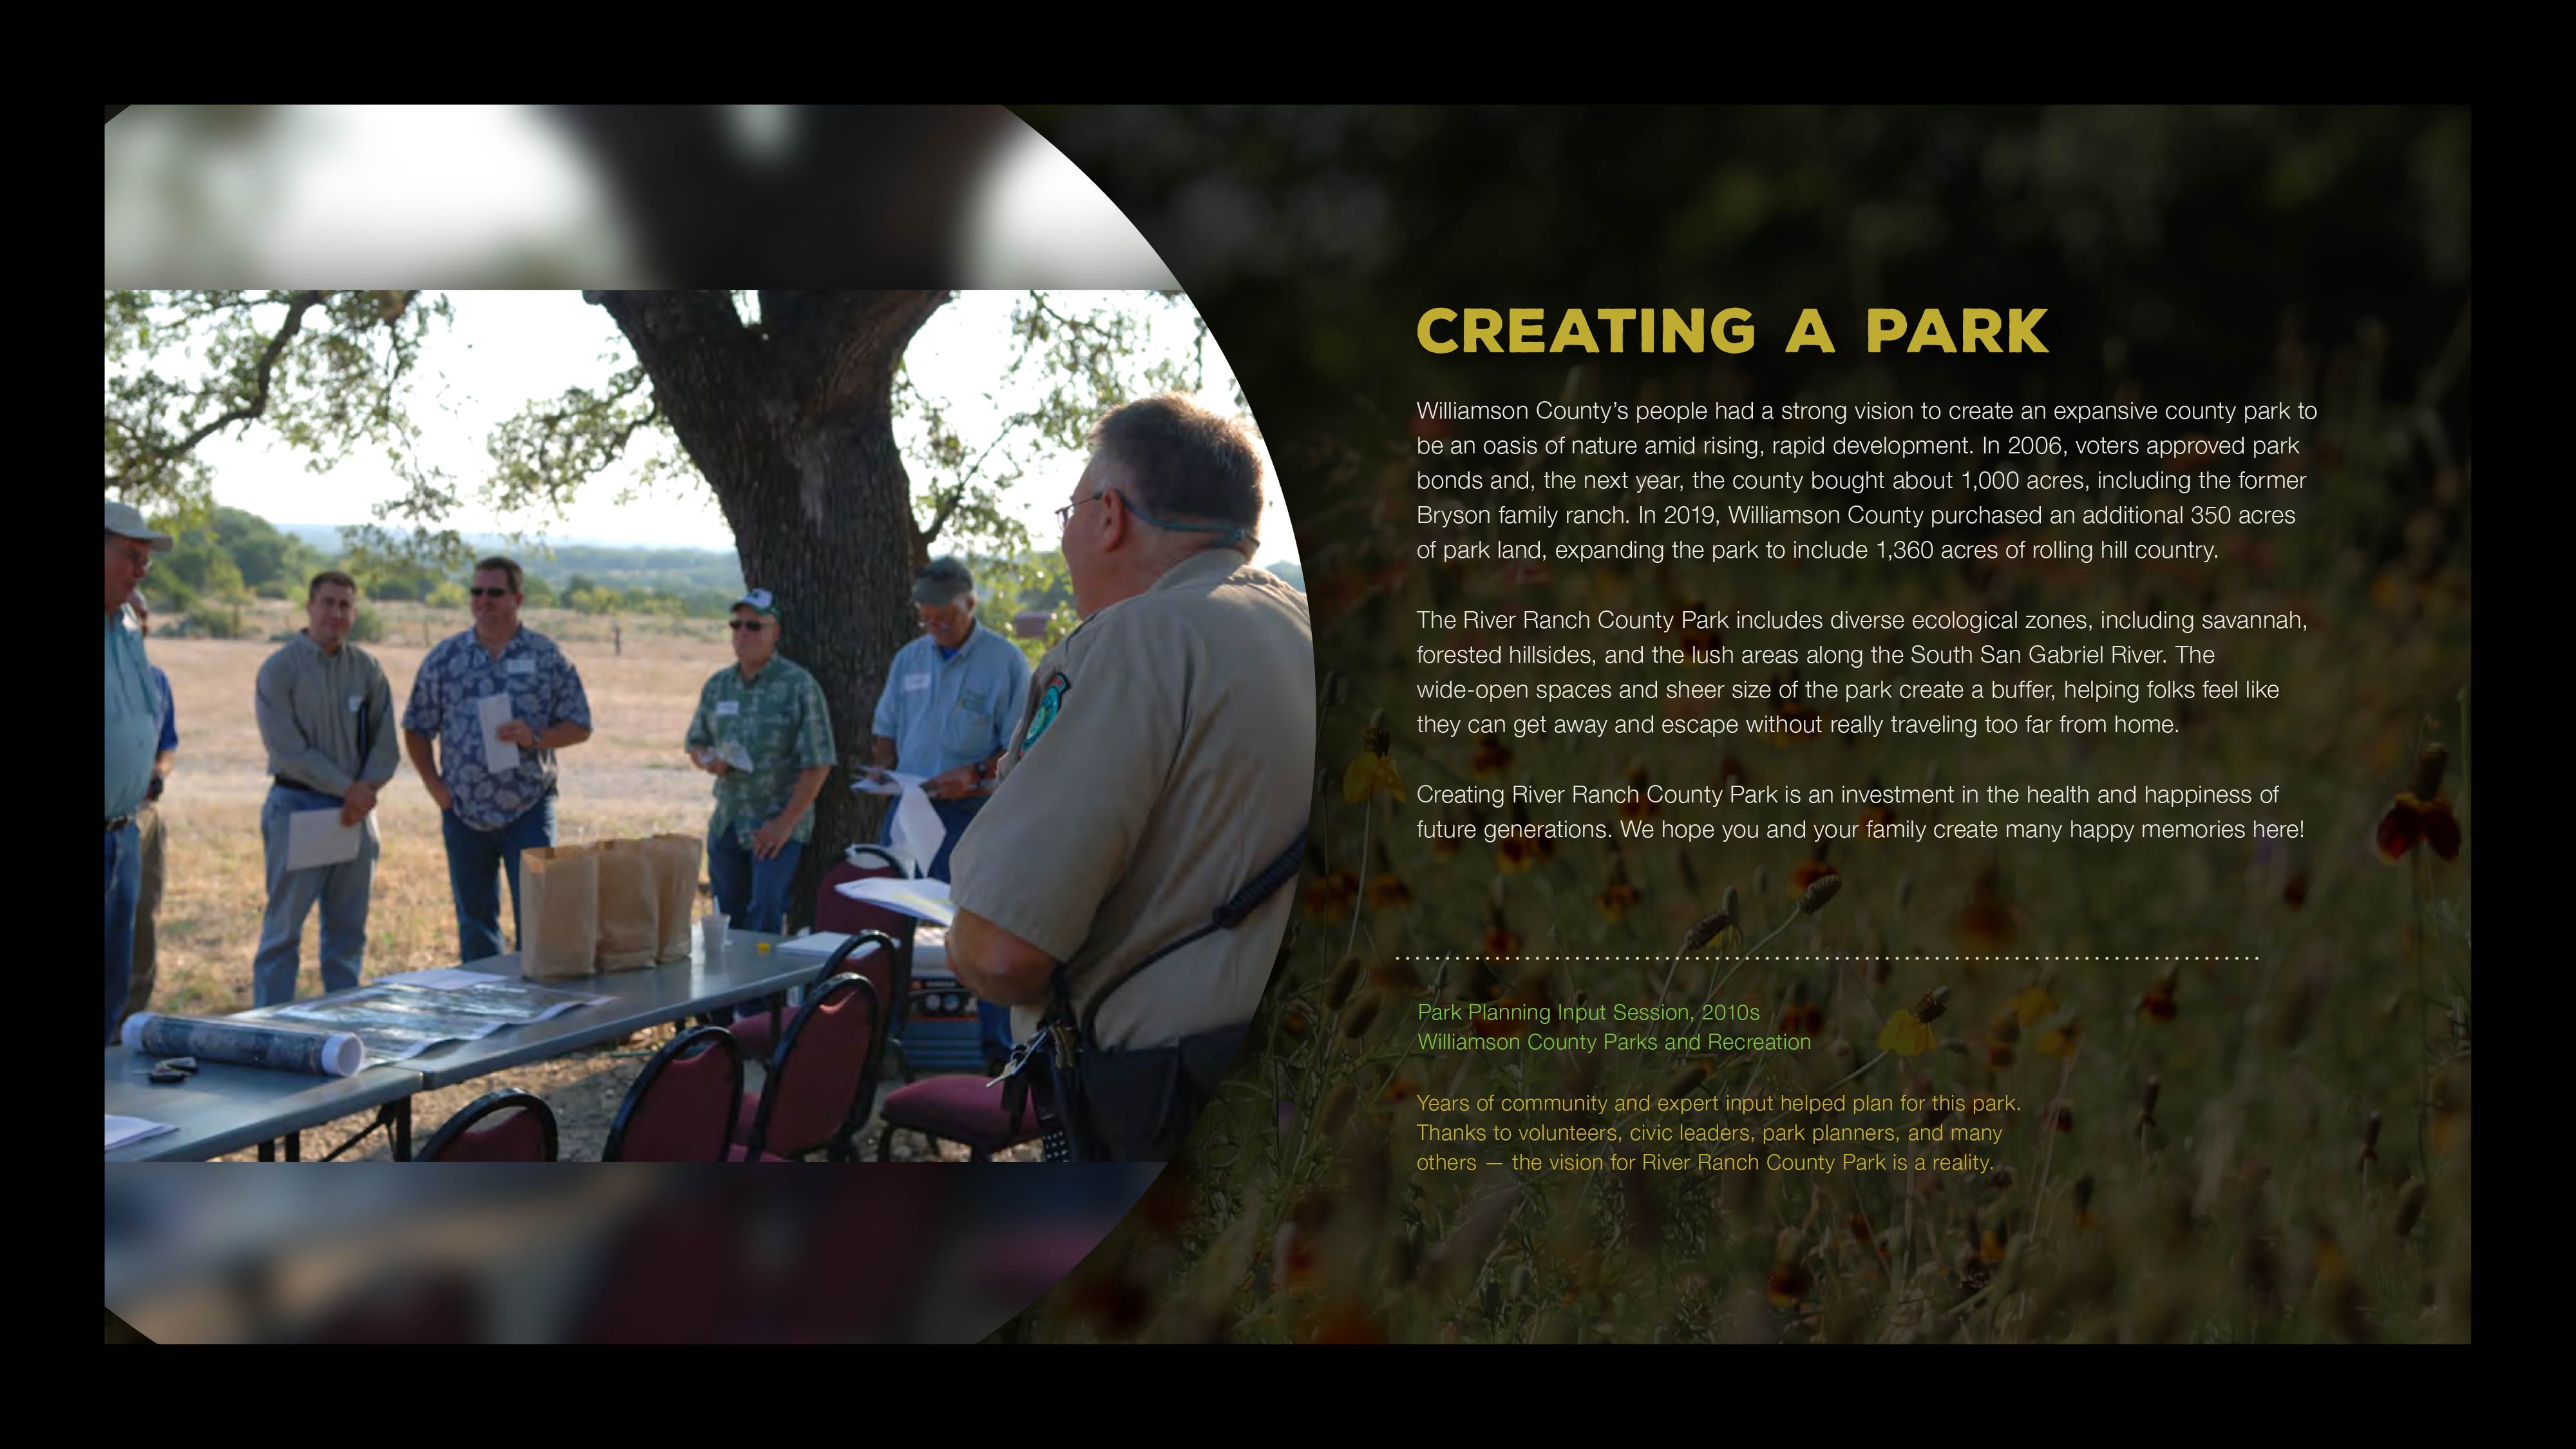 CREATING A PARK
Williamson County’s people had a strong vision to create an expansive county park to
be an oasis of nature amid rising, rapid development. In 2006, voters approved park
bonds and, the next year, the county bought about 1,000 acres, including the former
Bryson family ranch. In 2019, Williamson County purchased an additional 350 acres
of park land, expanding the park to include 1,360 acres of rolling hill country.
The River Ranch County Park includes diverse ecological zones, including savannah,
forested hillsides, and the lush areas along the South San Gabriel River. The
wide-open spaces and sheer size of the park create a buffer, helping folks feel like
they can get away and escape without really traveling too far from home.
Creating River Ranch County Park is an investment in the health and happiness of
future generations. We hope you and your family create many happy memories here!
Park Planning Input Session, 2010s
Williamson County Parks and Recreation
Years of community and expert input helped plan for this park.
Thanks to volunteers, civic leaders, park planners, and many
others — the vision for River Ranch County Park is a reality.